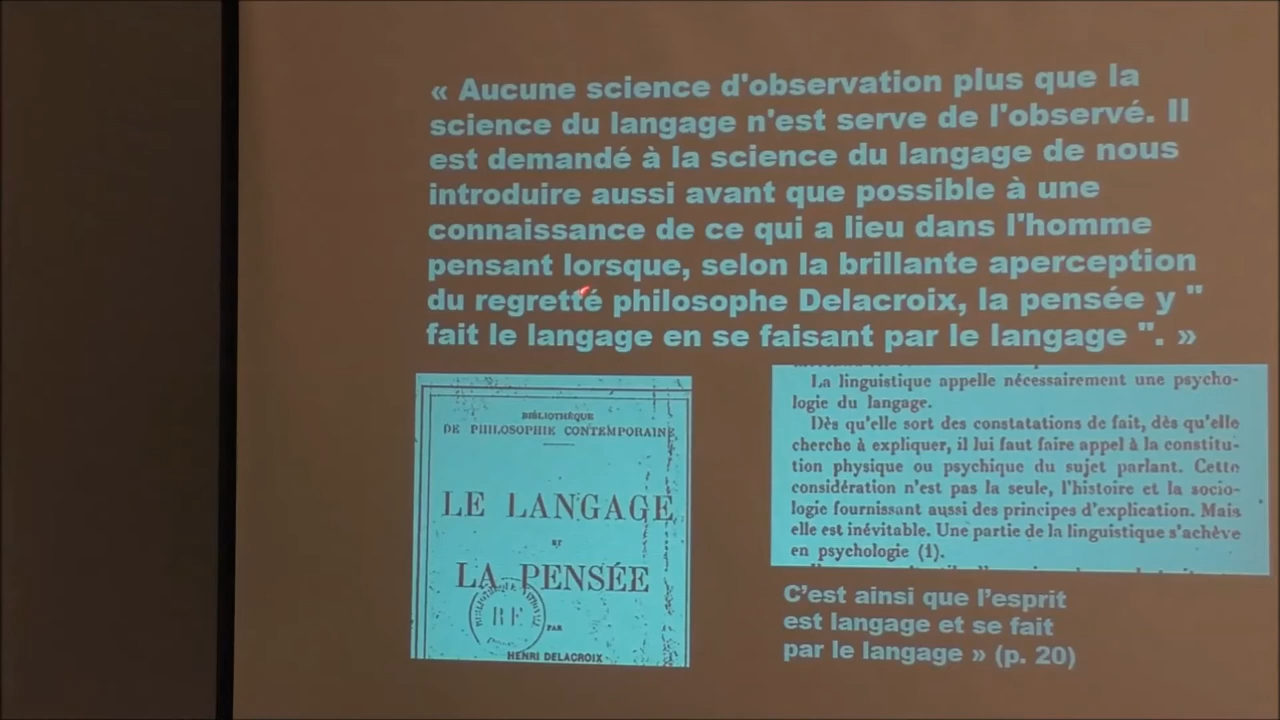 « Aucune science d'observation plus que la
science du langage n'est serve de l'observé. Il
est demandé à la science du langage de nous
introduire aussi avant que possible à une
connaissance de ce qui a lieu dans l'homme
pensant lorsque, selon la brillante aperception
du regretté philosophe Delacroix, la pensée y "
fait le langage en se faisant par le langage ". »
BIBLIOTHÈQUE
DE PHILOSOPHIE CONTEMPORAINE
LE LANGAGE
ET
LA PENSÉE
BF
PAR
HENRI DELACROIX
La linguistique appelle nécessairement une psycho-
logie du langage.
Dès qu'elle sort des constatations de fait, dès qu'elle
cherche à expliquer, il lui faut faire appel à la constitu-
tion physique ou psychique du sujet parlant. Cette
considération n'est pas la seule, l'histoire et la socio-
logie fournissant aussi des principes d'explication. Mais
elle est inévitable. Une partie de la linguistique s'achève
en psychologie (1).
C'est ainsi que l'esprit
est langage et se fait
par le langage » (p. 20)